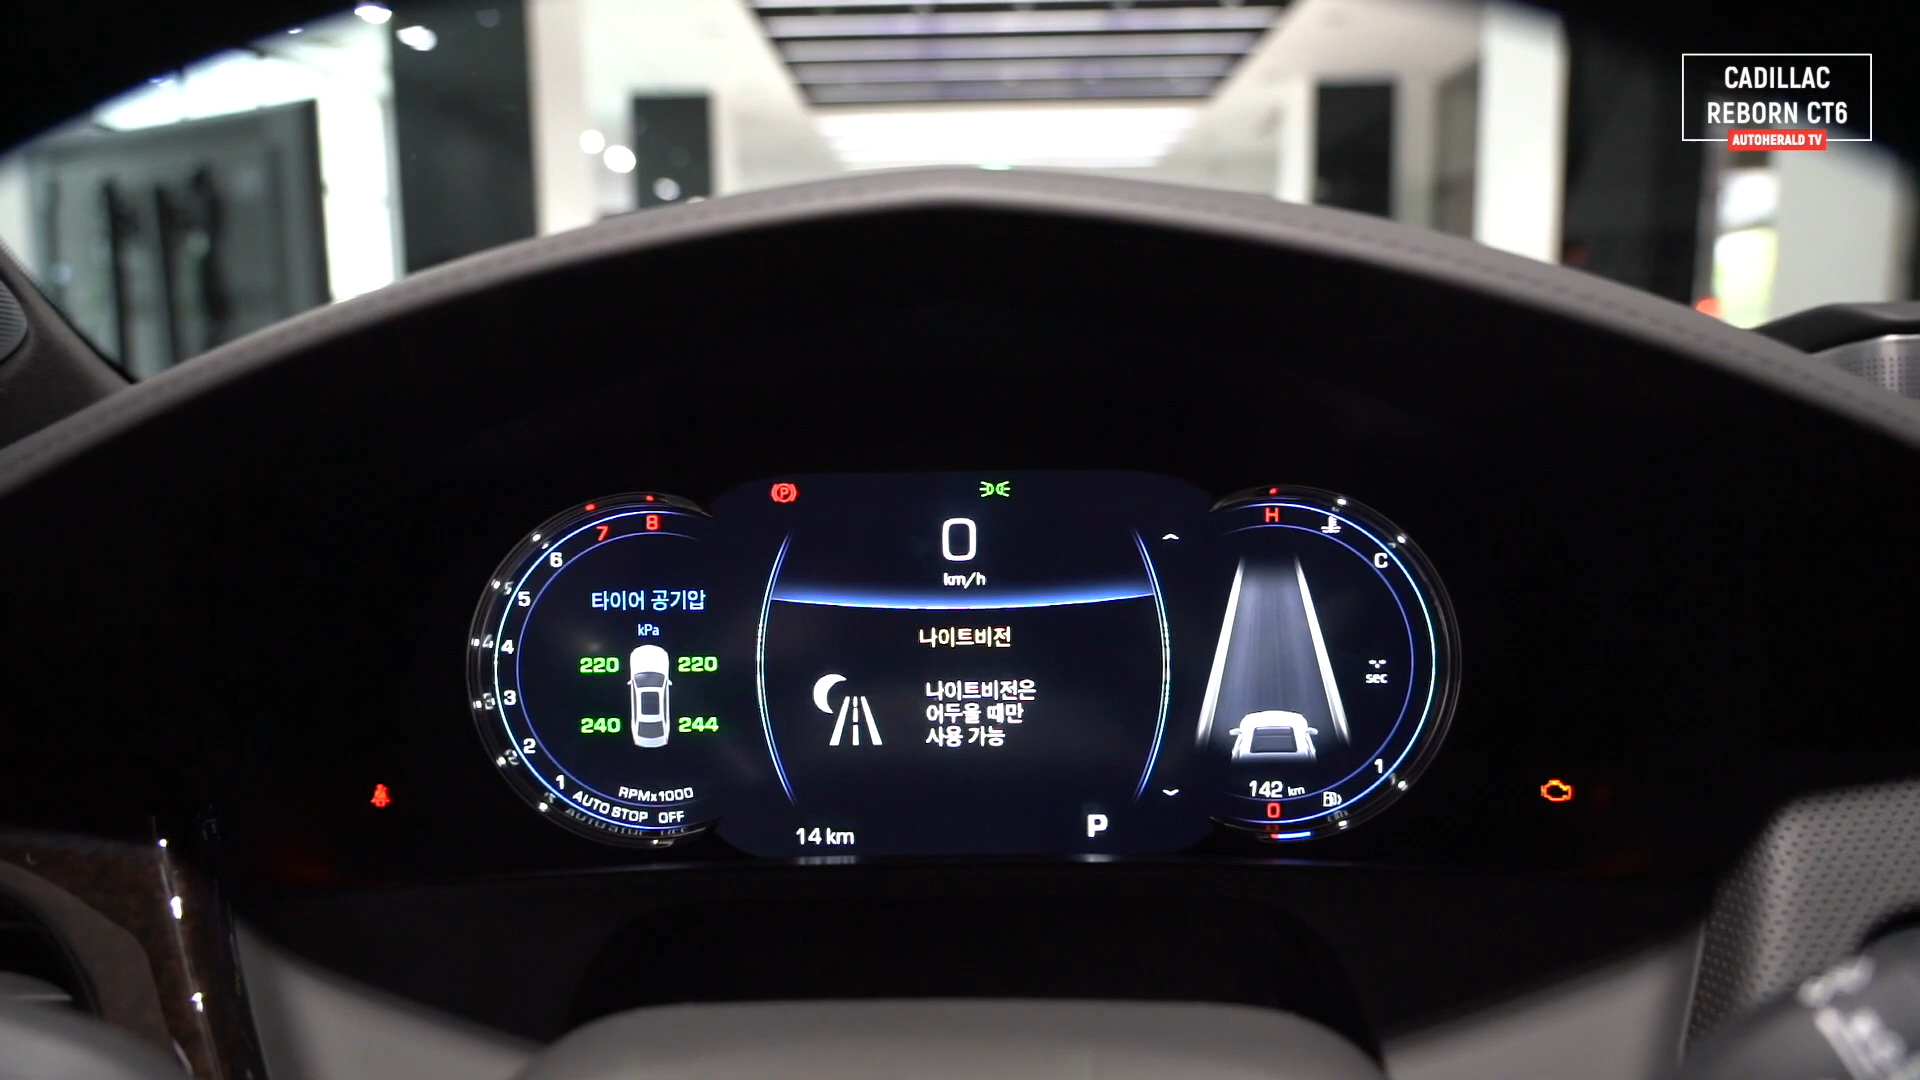 CADILLAC
REBORN CT6
AUTOHERALD TV
0
km/h
8
7
6
5
4
3
2
1
타이어 공기압
kPa
220 220
240 244
RPMx1000
AUTO STOP OFF
나이트비전
나이트비전은
어두울 때만
사용 가능
14 km
P
H
C
-.- sec
1
142 km
0